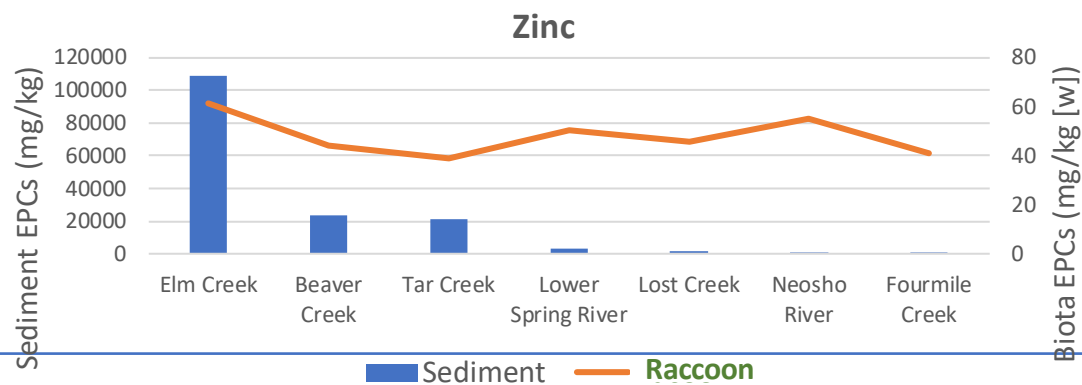 Zinc
Sediment EPCs (mg/kg)
120000
100000
80000
60000
40000
20000
0
80
60
40
20
0
Biota EPCs (mg/kg [w])
Elm Creek
Beaver
Creek
Tar Creek
Lower
Spring River
Lost Creek
Neosho
River
Fourmile
Creek
Sediment
Raccoon